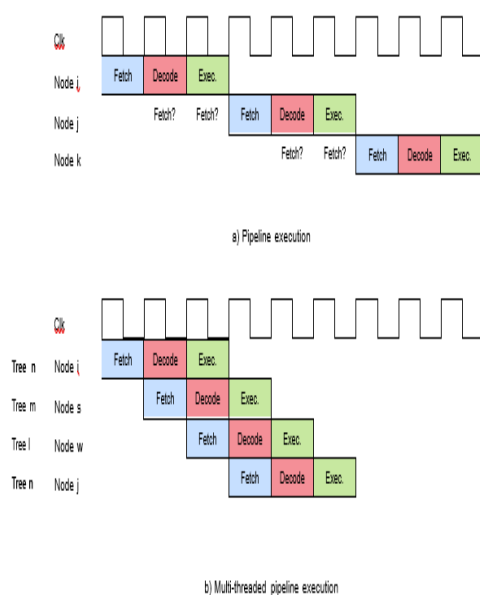 Clk
Node i
Fetch Decode Exec.
Node j
Fetch? Fetch? Fetch Decode Exec.
Node k
Fetch? Fetch? Fetch Decode Exec.
a) Pipeline execution
Clk
Tree n Node i Fetch Decode Exec.
Tree m Node s Fetch Decode Exec.
Tree l Node w Fetch Decode Exec.
Tree n Node j Fetch Decode Exec.
b) Multi-threaded pipeline execution